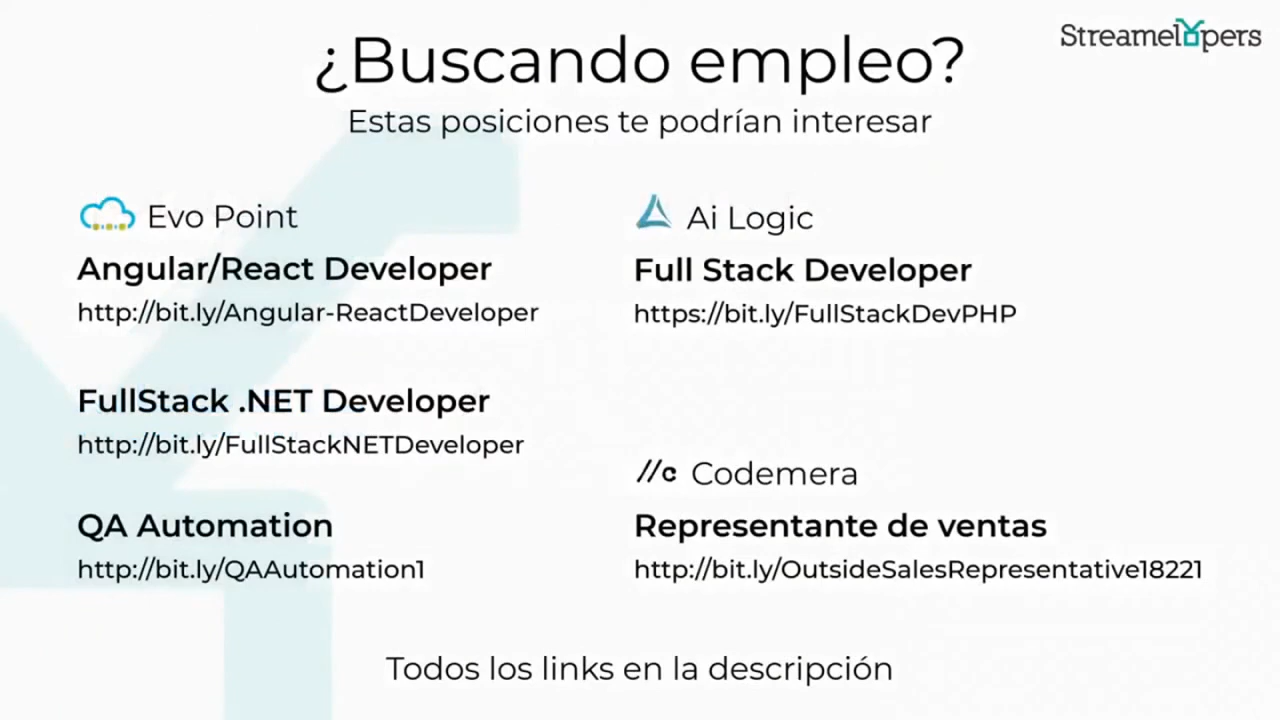 Streamelopers
¿Buscando empleo?
Estas posiciones te podrían interesar
Evo Point
Angular/React Developer
http://bit.ly/Angular-ReactDeveloper
FullStack .NET Developer
http://bit.ly/FullStackNETDeveloper
QA Automation
http://bit.ly/QAAutomation1
Ai Logic
Full Stack Developer
https://bit.ly/FullStackDevPHP
//c Codemera
Representante de ventas
http://bit.ly/OutsideSalesRepresentative18221
Todos los links en la descripción